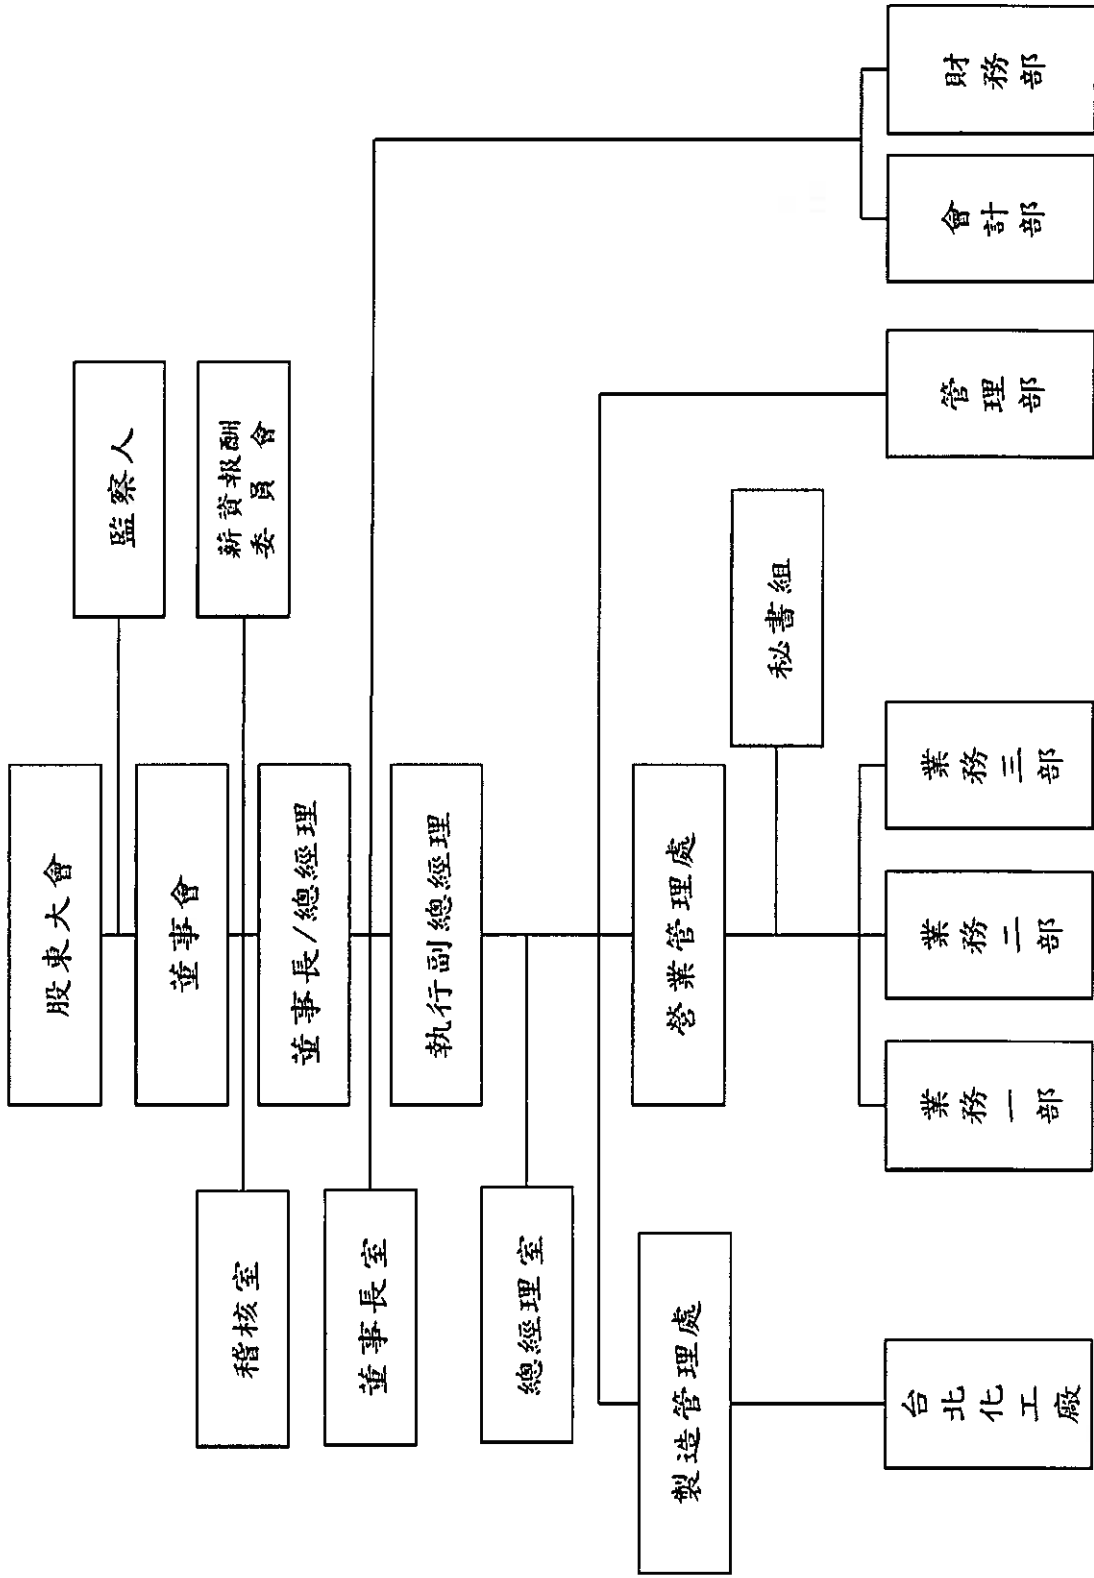 股東大會
監察人
董事會
稽核室
薪資報酬
委員會
董事長/總經理
董事長室
執行副總經理
總經理室
製造管理處
營業管理處
秘書組
台北化工廠
業務一部
業務二部
業務三部
管理部
會計部
財務部